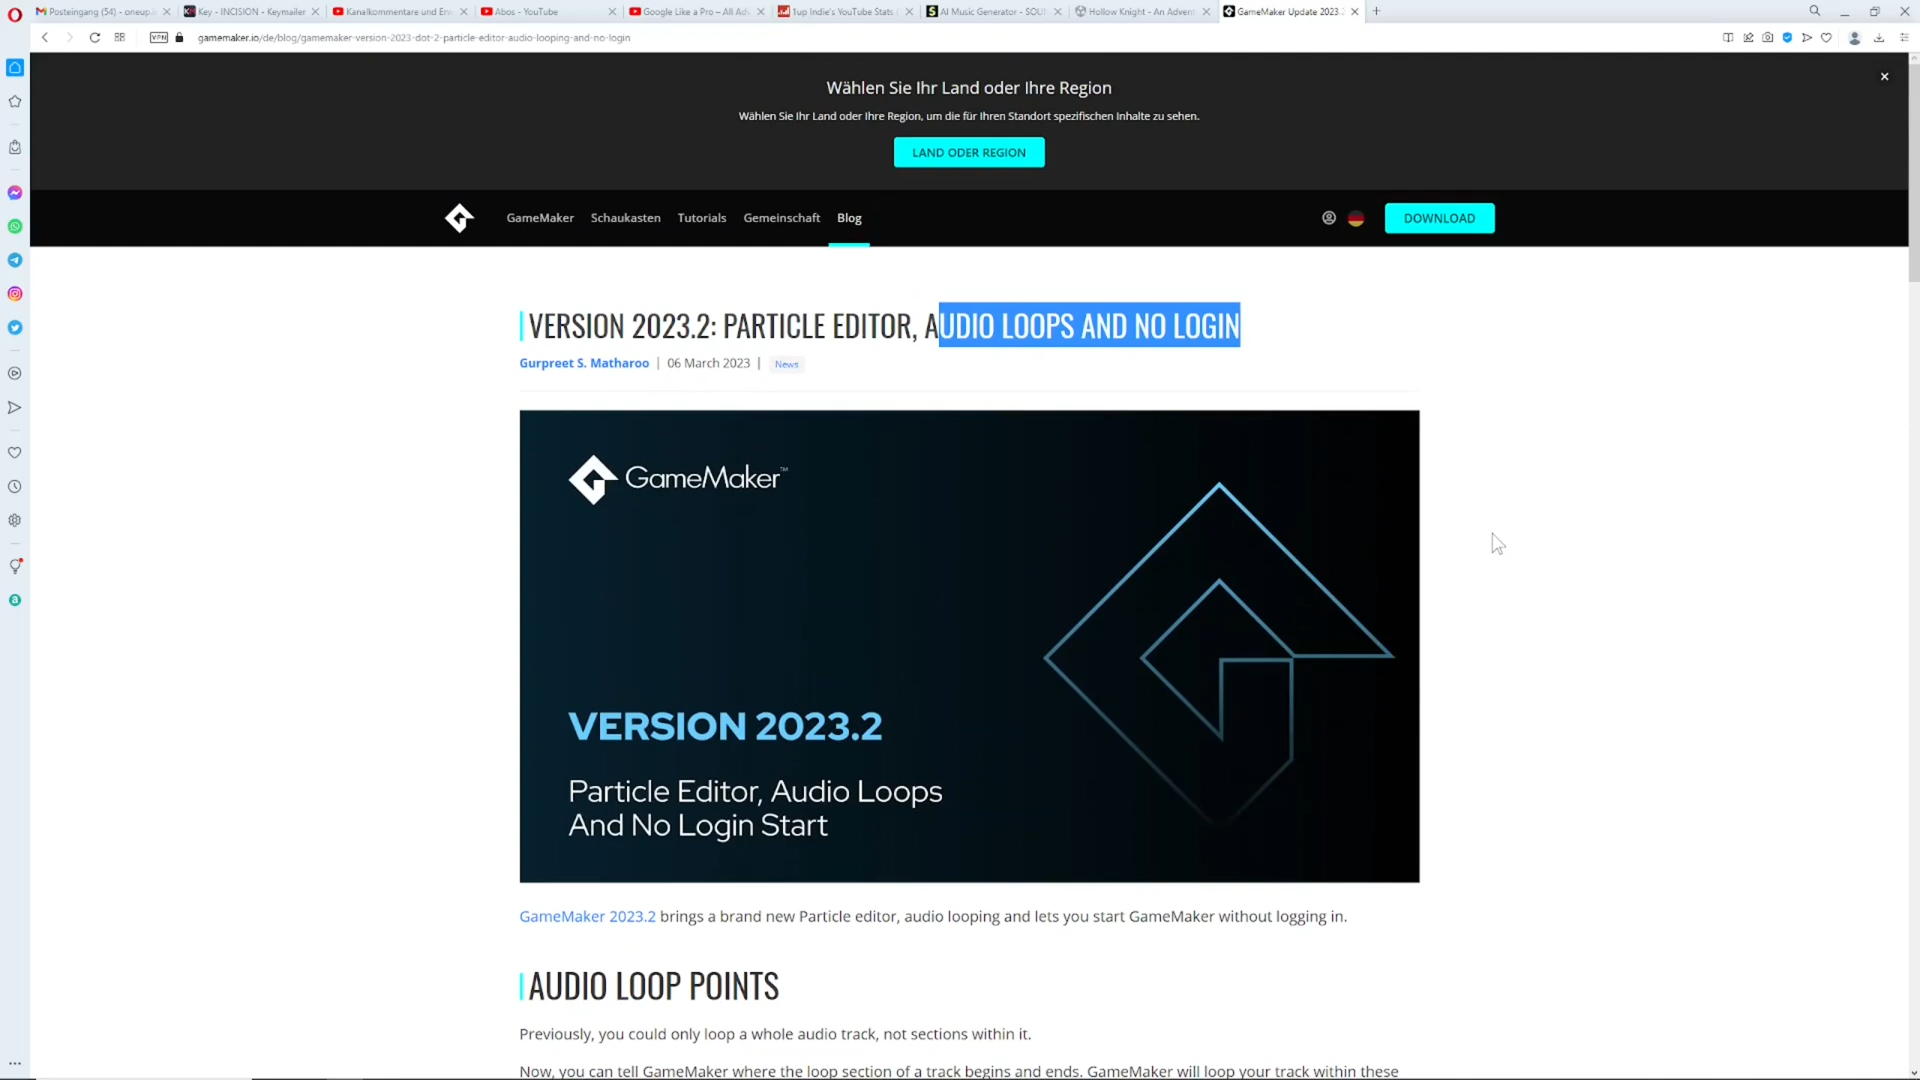 Posteingang (54) - oneup
Key - INCISION - Keymailer
Kanalkommentare und En
Abos - YouTube
Google Like a Pro – All Ad
1up Indie's YouTube Stats (
AI Music Generator - SOU
Hollow Knight - An Advent
GameMaker Update 2023.
VPN
gamemaker.io/de/blog/gamemaker-version-2023-dot-2-particle-editor-audio-looping-and-no-login
Wählen Sie Ihr Land oder Ihre Region
Wählen Sie Ihr Land oder Ihre Region, um die für Ihren Standort spezifischen Inhalte zu sehen.
LAND ODER REGION
GameMaker Schaukasten Tutorials Gemeinschaft Blog
DOWNLOAD
VERSION 2023.2: PARTICLE EDITOR, AUDIO LOOPS AND NO LOGIN
Gurpreet S. Matharoo | 06 March 2023 | News
GameMaker™
VERSION 2023.2
Particle Editor, Audio Loops
And No Login Start
GameMaker 2023.2 brings a brand new Particle editor, audio looping and lets you start GameMaker without logging in.
AUDIO LOOP POINTS
Previously, you could only loop a whole audio track, not sections within it.
Now, you can tell GameMaker where the loop section of a track begins and ends. GameMaker will loop your track within these